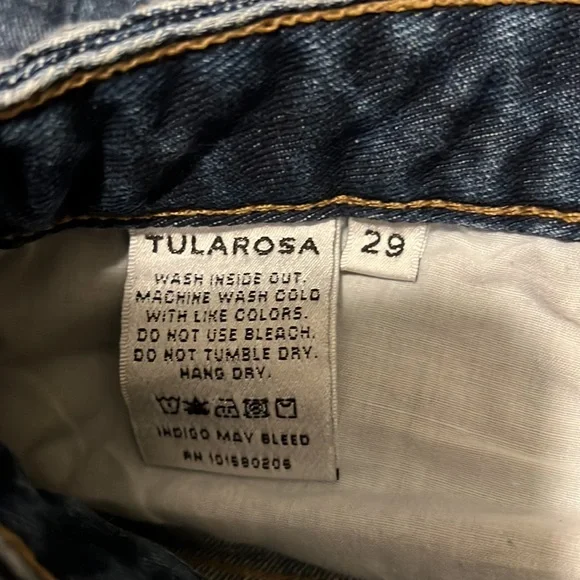 TULAROSA
29
WASH INSIDE OUT.
MACHINE WASH COLD
WITH LIKE COLORS.
DO NOT USE BLEACH.
DO NOT TUMBLE DRY.
HANG DRY.
INDIGO MAY BLEED
RN 101590206